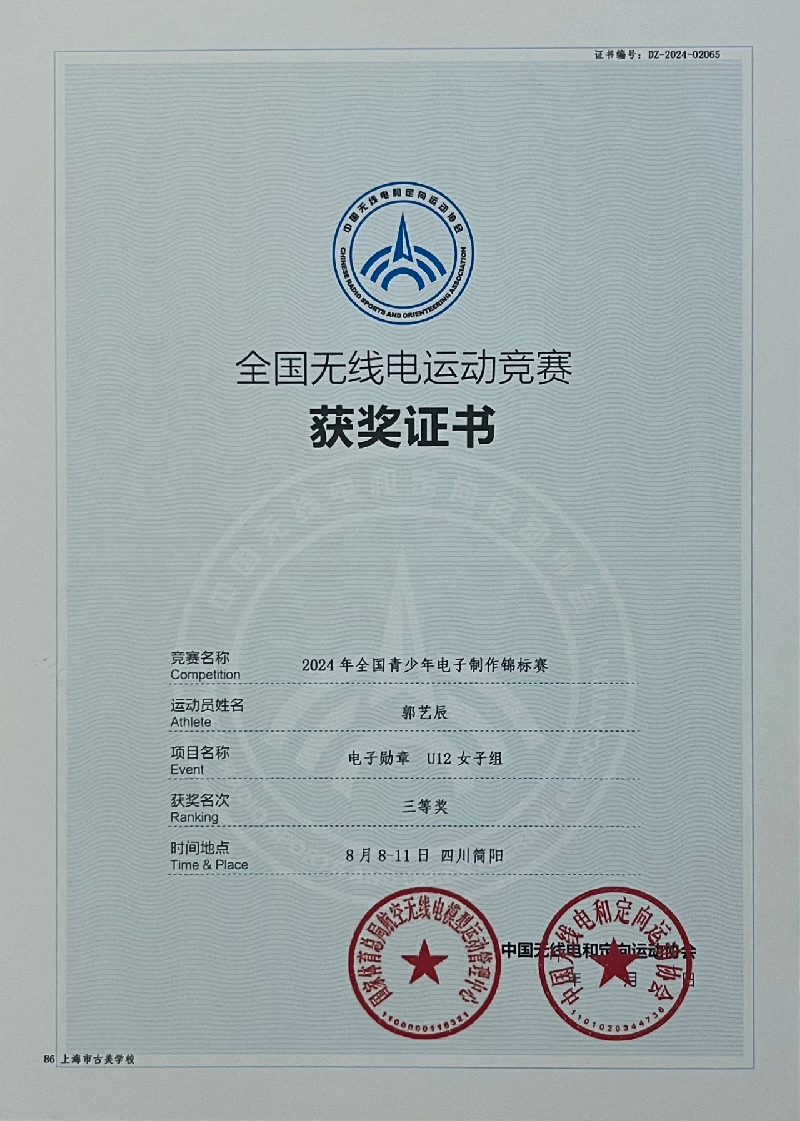 证书编号：DZ-2024-02065
中国无线电和定向运动协会
CHINESE RADIO SPORTS AND ORIENTEERING ASSOCIATION
全国无线电运动竞赛
获奖证书
竞赛名称 2024年全国青少年电子制作锦标赛
Competition
运动员姓名 郭艺辰
Athlete
项目名称 电子勋章 U12女子组
Event
获奖名次 三等奖
Ranking
时间地点 8月8-11日 四川简阳
Time & Place
国家体育总局航空无线电模型运动管理中心
中国无线电和定向运动协会
中国无线电和定向运动协会
年 月 日
1101020344736
86 上海市古美学校